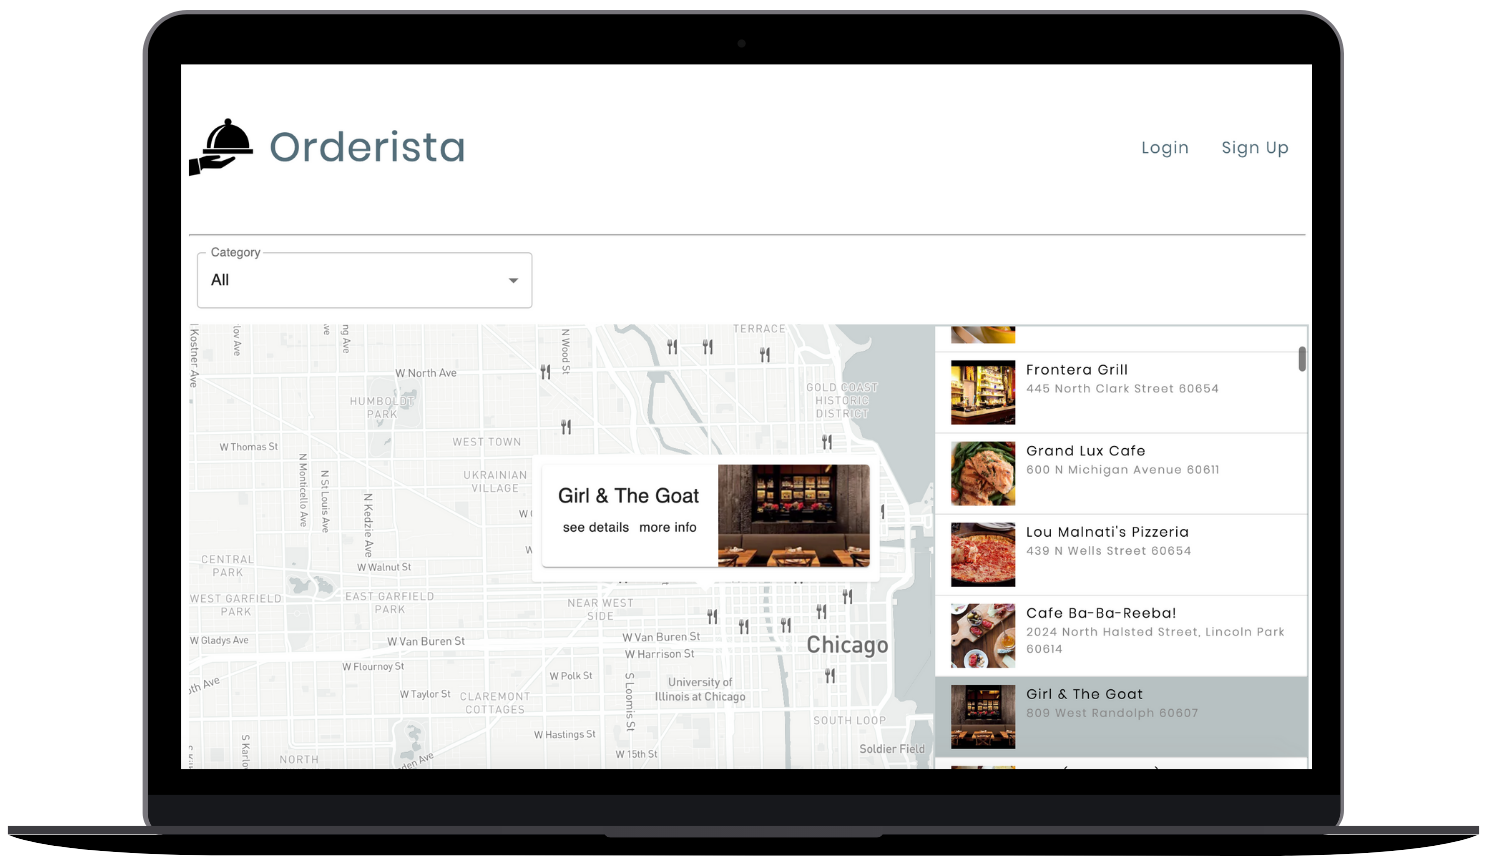 Orderista
Login
Sign Up
Category
All
TERRACE
N Wood St
N Kostner Ave
W North Ave
GOLD COAST
HISTORIC
DISTRICT
HUMBOLDT
PARK
WEST TOWN
W Thomas St
UKRAINIAN
VILLAGE
N Monticello Ave
N St Louis Ave
N Kedzie Ave
Girl & The Goat
see details more info
CENTRAL
PARK
W Walnut St
WEST GARFIELD
PARK
EAST GARFIELD
PARK
NEAR WEST
SIDE
W Gladys Ave
W Van Buren St
W Van Buren St
W Harrison St
Chicago
W Flournoy St
W Polk St
University of
Illinois at Chicago
S Loomis St
W Taylor St
CLAREMONT
COTTAGES
SOUTH LOOP
W Hastings St
W 15th St
Soldier Field
NORTH
Frontera Grill
445 North Clark Street 60654
Grand Lux Cafe
600 N Michigan Avenue 60611
Lou Malnati's Pizzeria
439 N Wells Street 60654
Cafe Ba-Ba-Reeba!
2024 North Halsted Street, Lincoln Park
60614
Girl & The Goat
809 West Randolph 60607